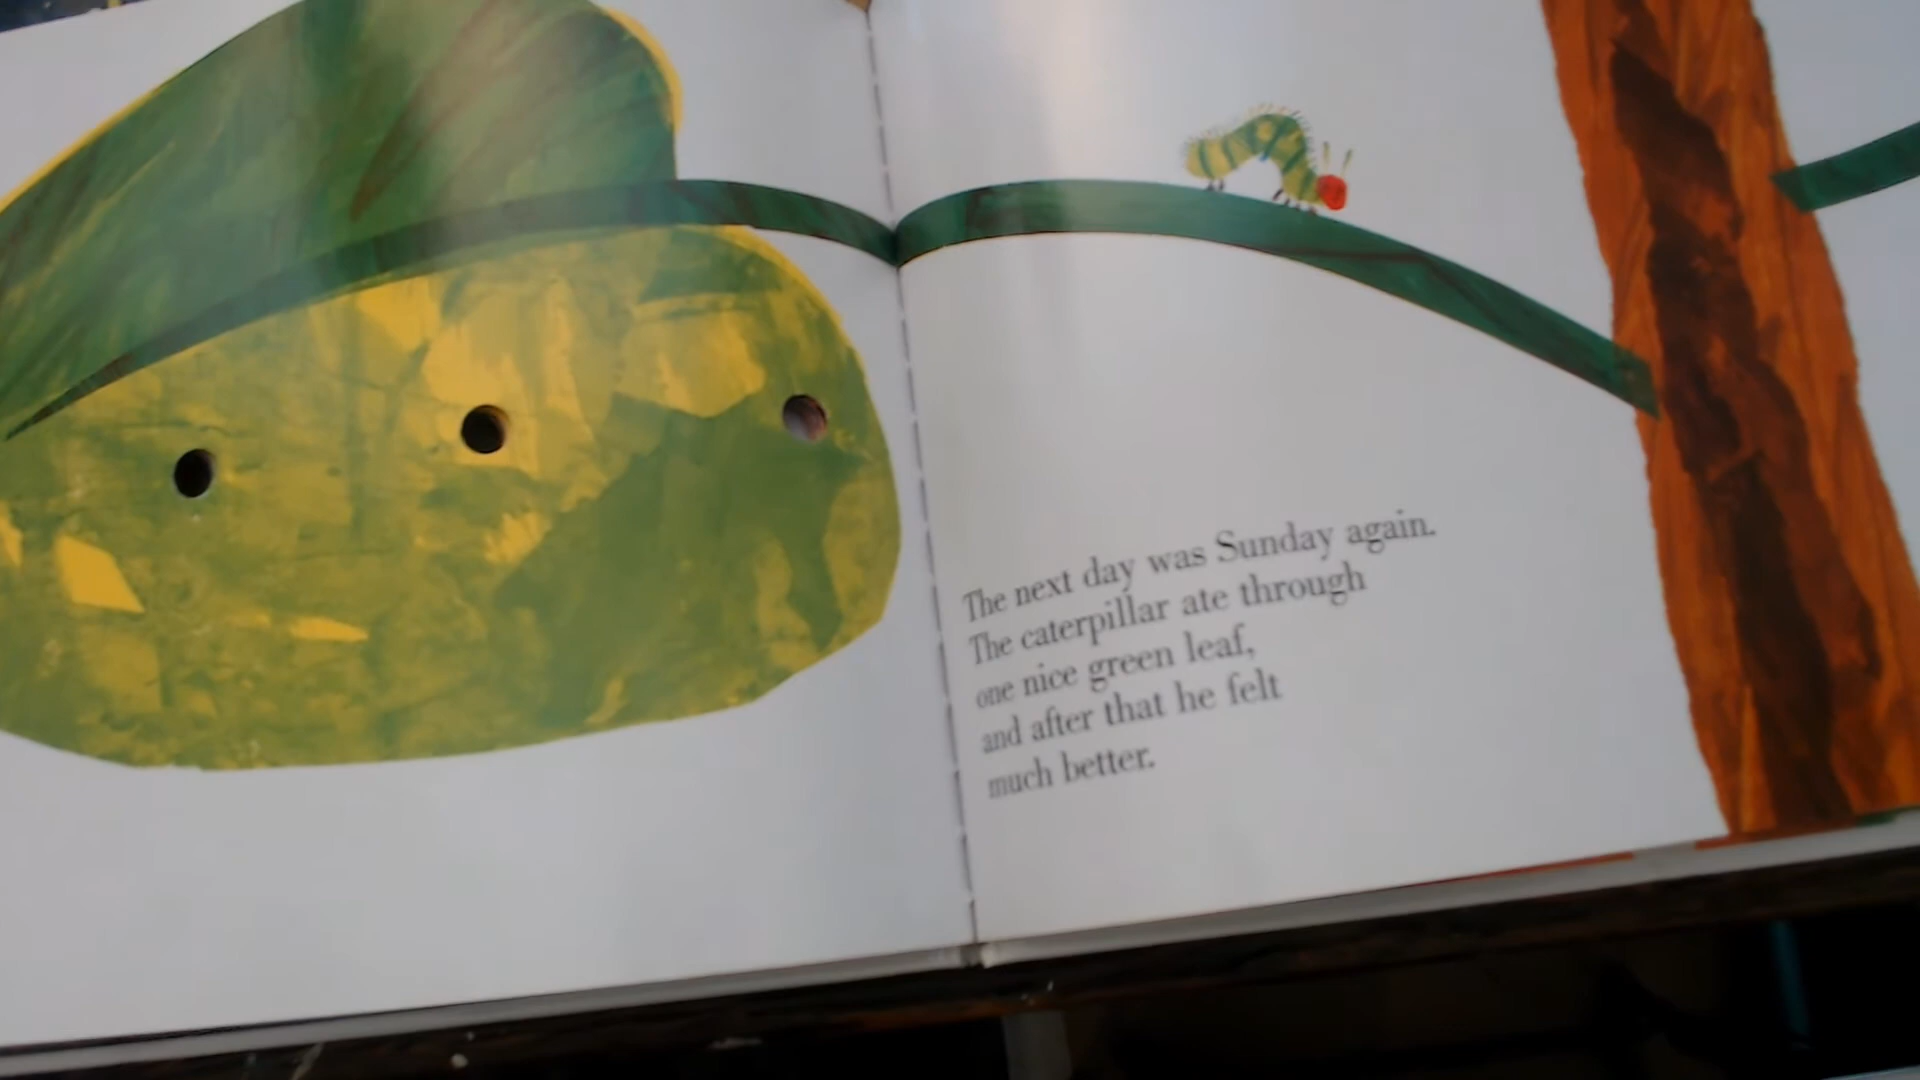 The next day was Sunday again.
The caterpillar ate through
one nice green leaf,
and after that he felt
much better.